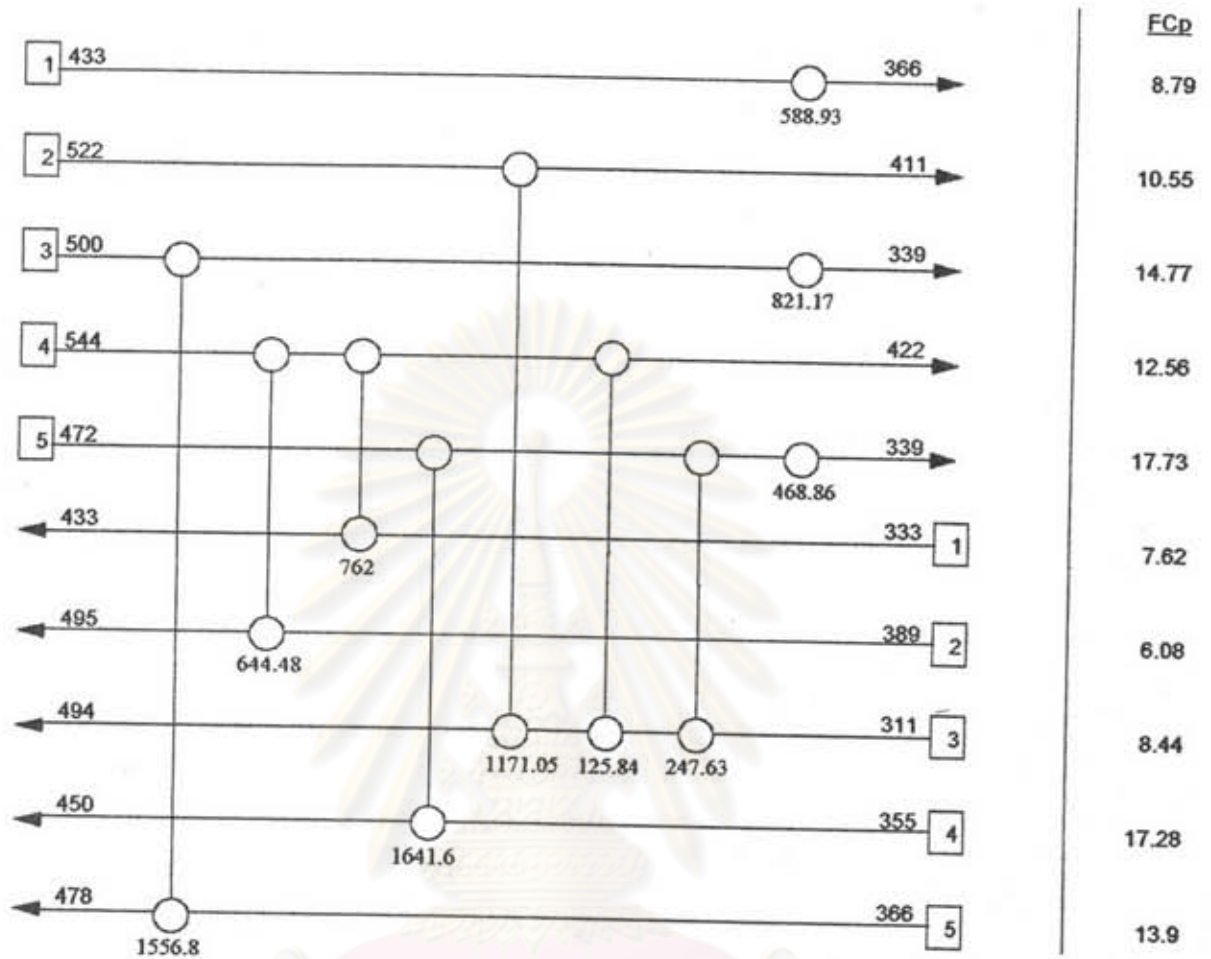 FCp
1 433 366 8.79
588.93
2 522 411 10.55
3 500 339 14.77
821.17
4 544 422 12.56
5 472 339 17.73
468.86
433 333 1 7.62
762
495 389 2 6.08
644.48
494 311 3 8.44
1171.05 125.84 247.63
450 355 4 17.28
1641.6
478 366 5 13.9
1556.8